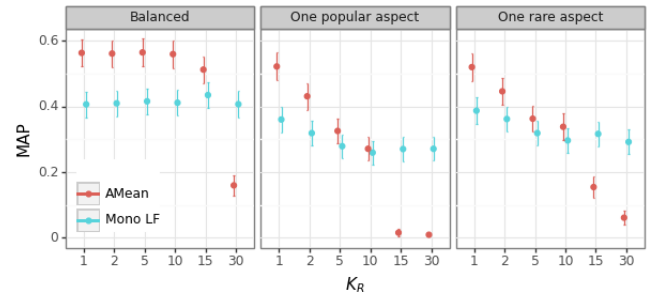 Balanced One popular aspect One rare aspect
0.6
0.4
0.2
0
MAP
AMean
Mono LF
1 2 5 10 15 30 1 2 5 10 15 30 1 2 5 10 15 30
K_R